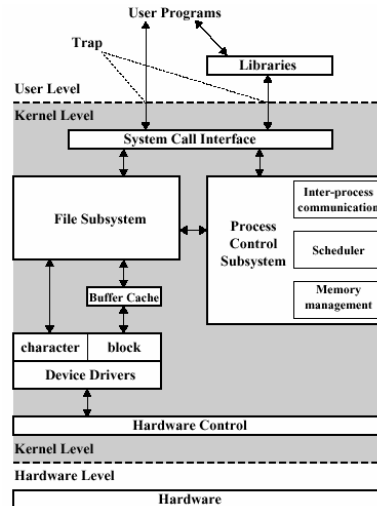 User Programs
Trap
Libraries
User Level
Kernel Level
System Call Interface
File Subsystem
Inter-process
communication
Process
Control
Subsystem
Scheduler
Memory
management
Buffer Cache
character
block
Device Drivers
Hardware Control
Kernel Level
Hardware Level
Hardware